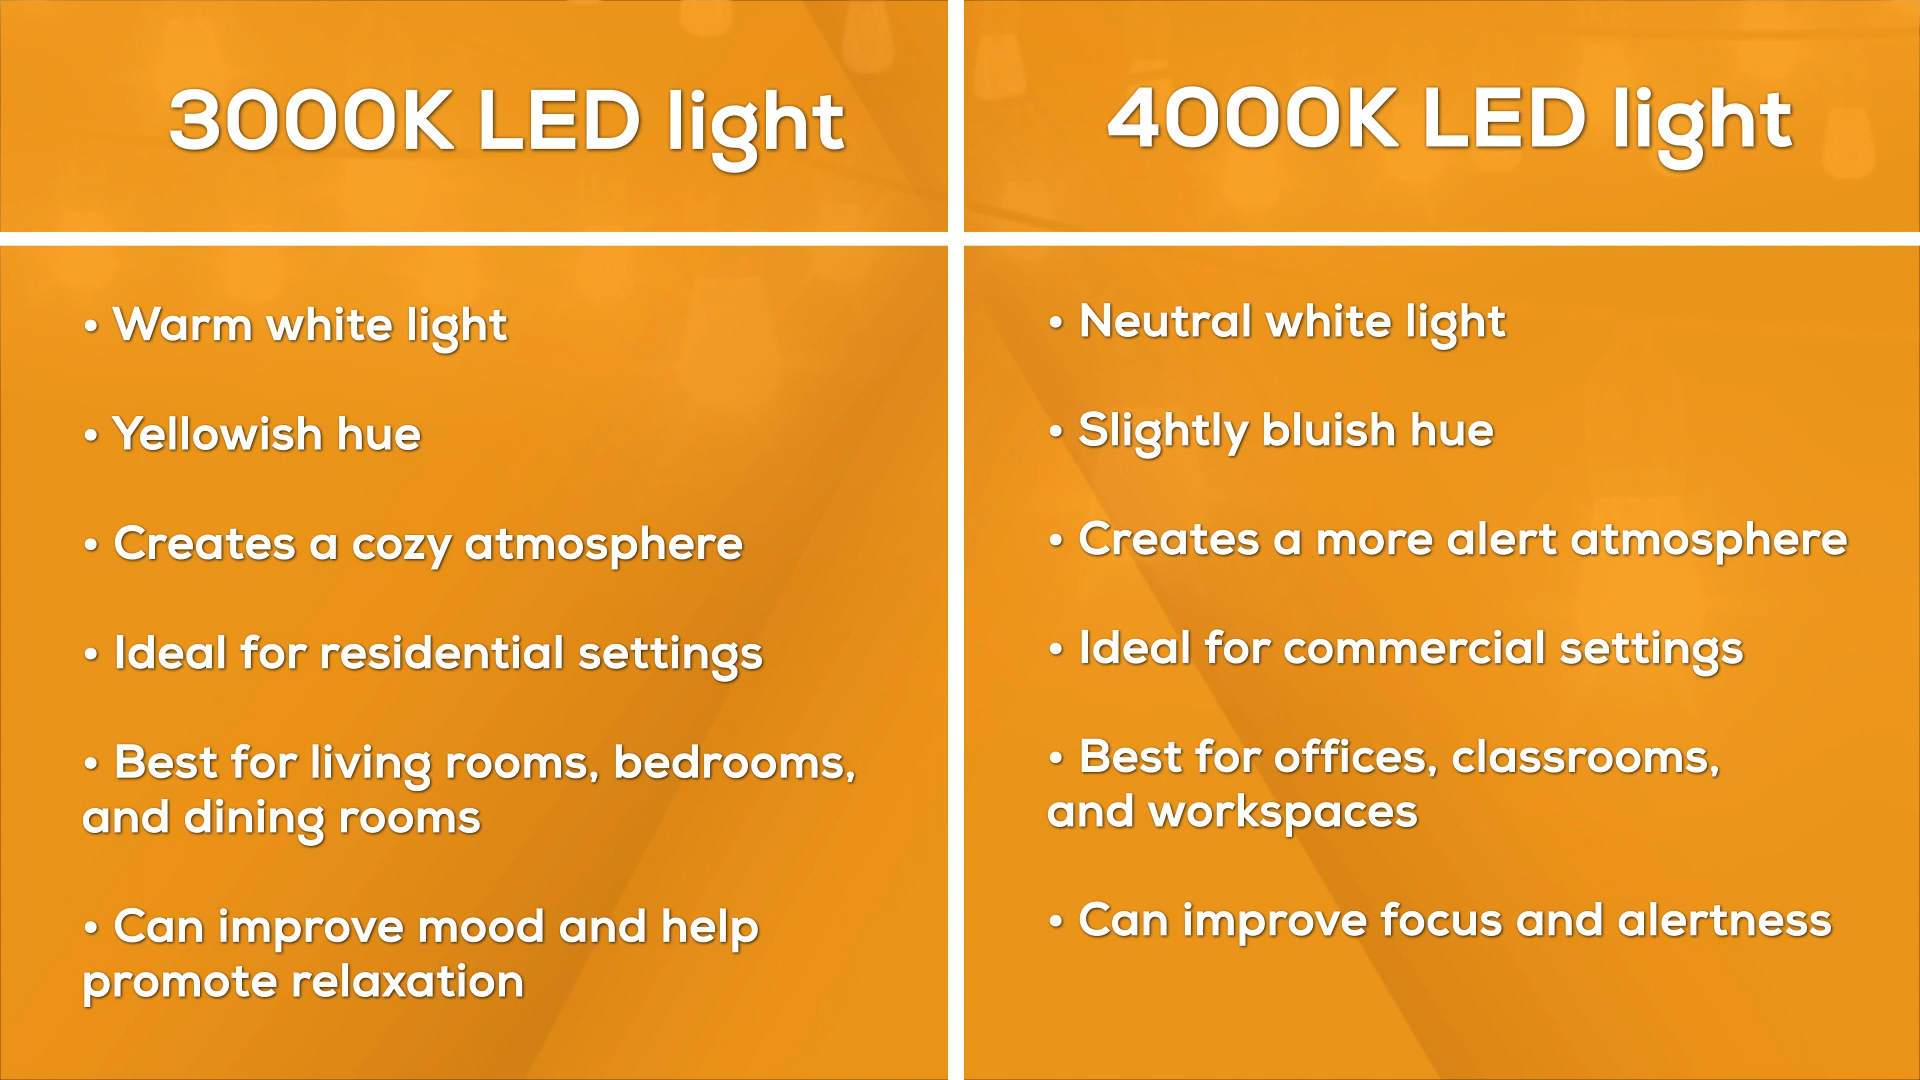 3000K LED light
• Warm white light
• Yellowish hue
• Creates a cozy atmosphere
• Ideal for residential settings
• Best for living rooms, bedrooms,
and dining rooms
• Can improve mood and help
promote relaxation
4000K LED light
• Neutral white light
• Slightly bluish hue
• Creates a more alert atmosphere
• Ideal for commercial settings
• Best for offices, classrooms,
and workspaces
• Can improve focus and alertness